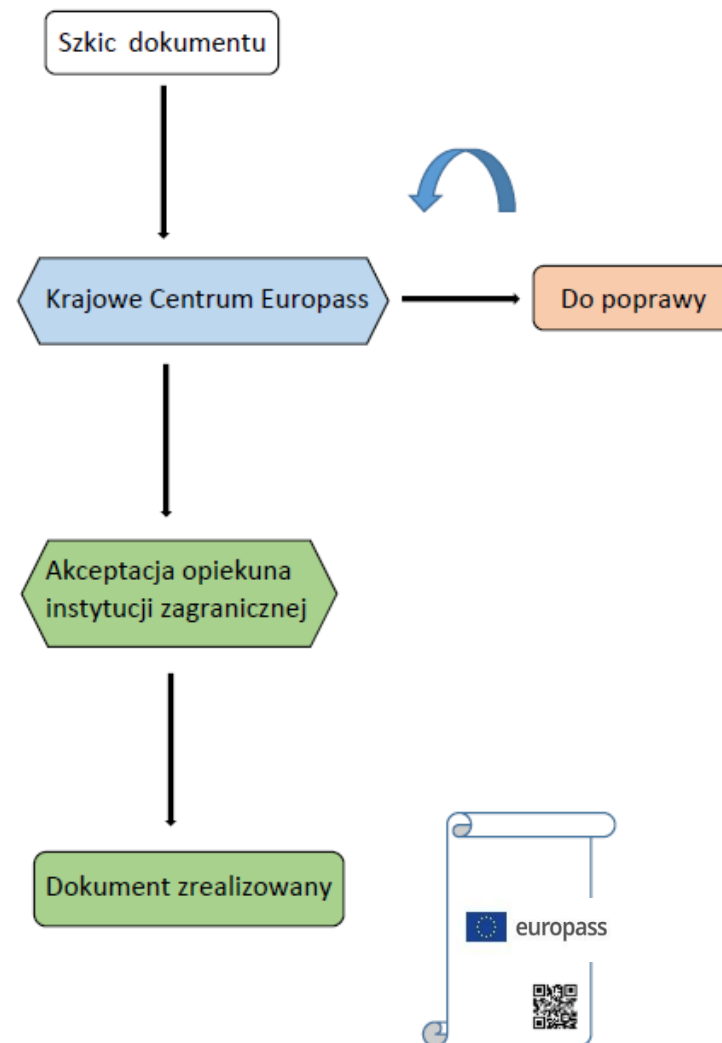 Szkic dokumentu
Krajowe Centrum Europass
Do poprawy
Akceptacja opiekuna
instytucji zagranicznej
Dokument zrealizowany
europass